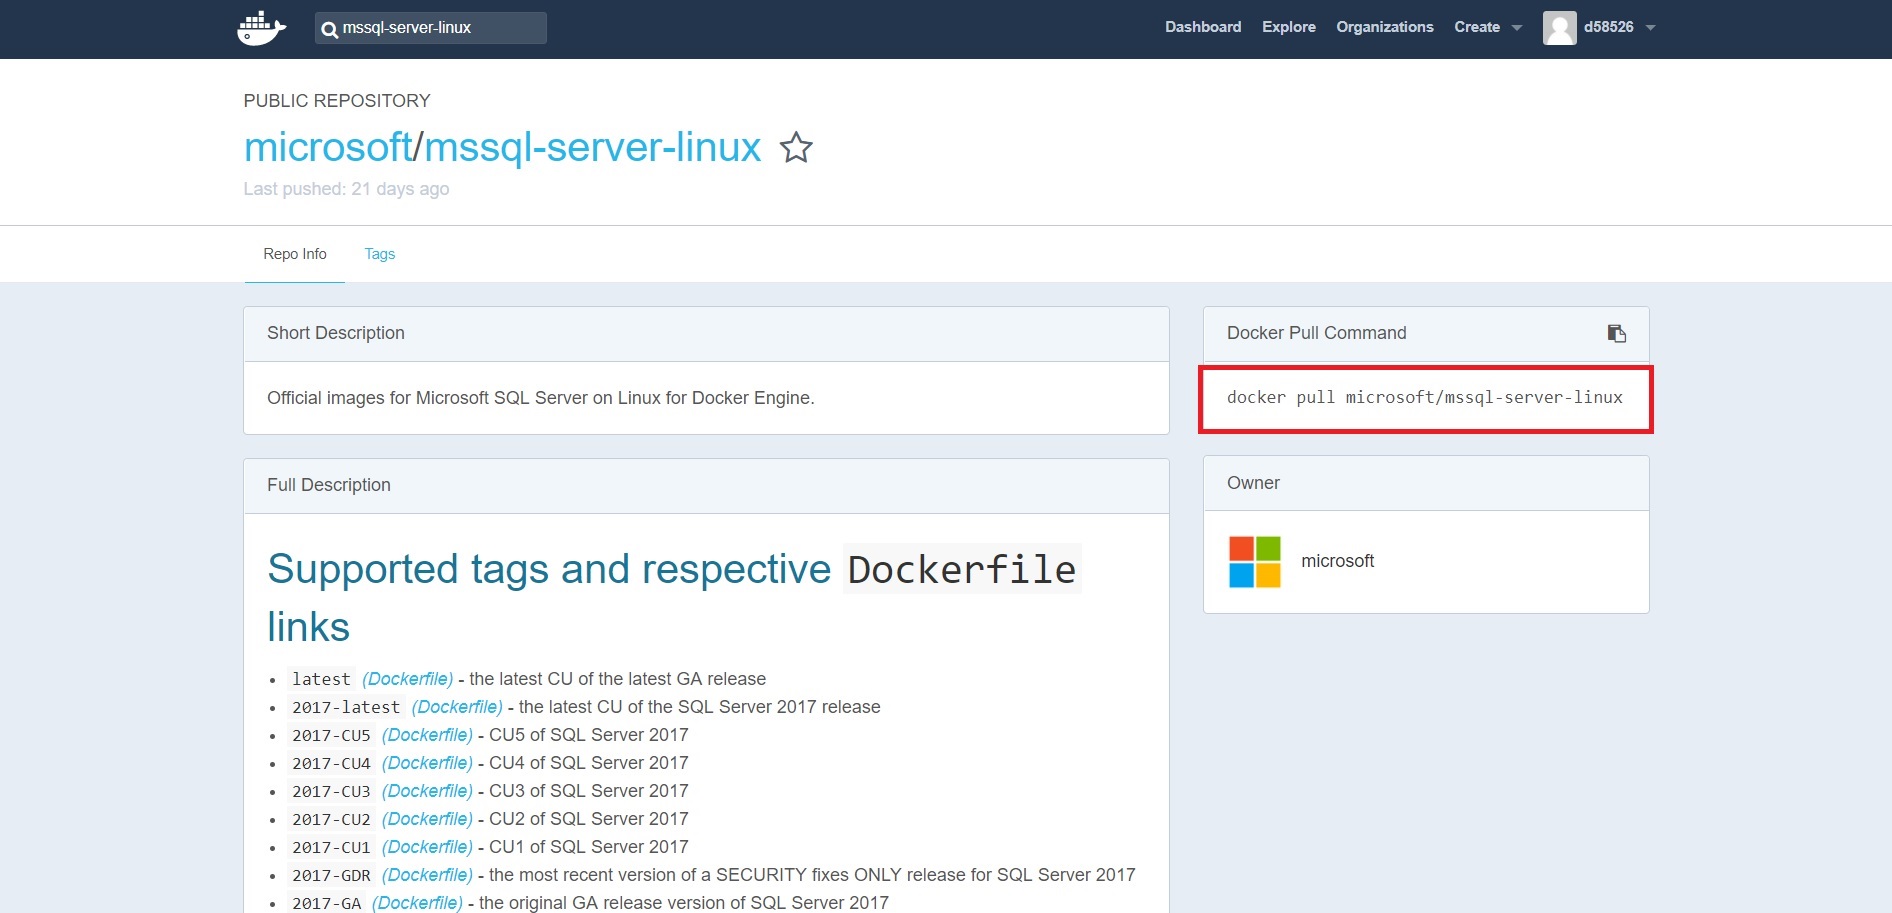 mssql-server-linux
Dashboard Explore Organizations Create d58526
PUBLIC REPOSITORY
microsoft/mssql-server-linux
Last pushed: 21 days ago
Repo Info Tags
Short Description
Official images for Microsoft SQL Server on Linux for Docker Engine.
Docker Pull Command
docker pull microsoft/mssql-server-linux
Owner
microsoft
Full Description
Supported tags and respective Dockerfile
links
latest (Dockerfile) - the latest CU of the latest GA release
2017-latest (Dockerfile) - the latest CU of the SQL Server 2017 release
2017-CU5 (Dockerfile) - CU5 of SQL Server 2017
2017-CU4 (Dockerfile) - CU4 of SQL Server 2017
2017-CU3 (Dockerfile) - CU3 of SQL Server 2017
2017-CU2 (Dockerfile) - CU2 of SQL Server 2017
2017-CU1 (Dockerfile) - CU1 of SQL Server 2017
2017-GDR (Dockerfile) - the most recent version of a SECURITY fixes ONLY release for SQL Server 2017
2017-GA (Dockerfile) - the original GA release version of SQL Server 2017